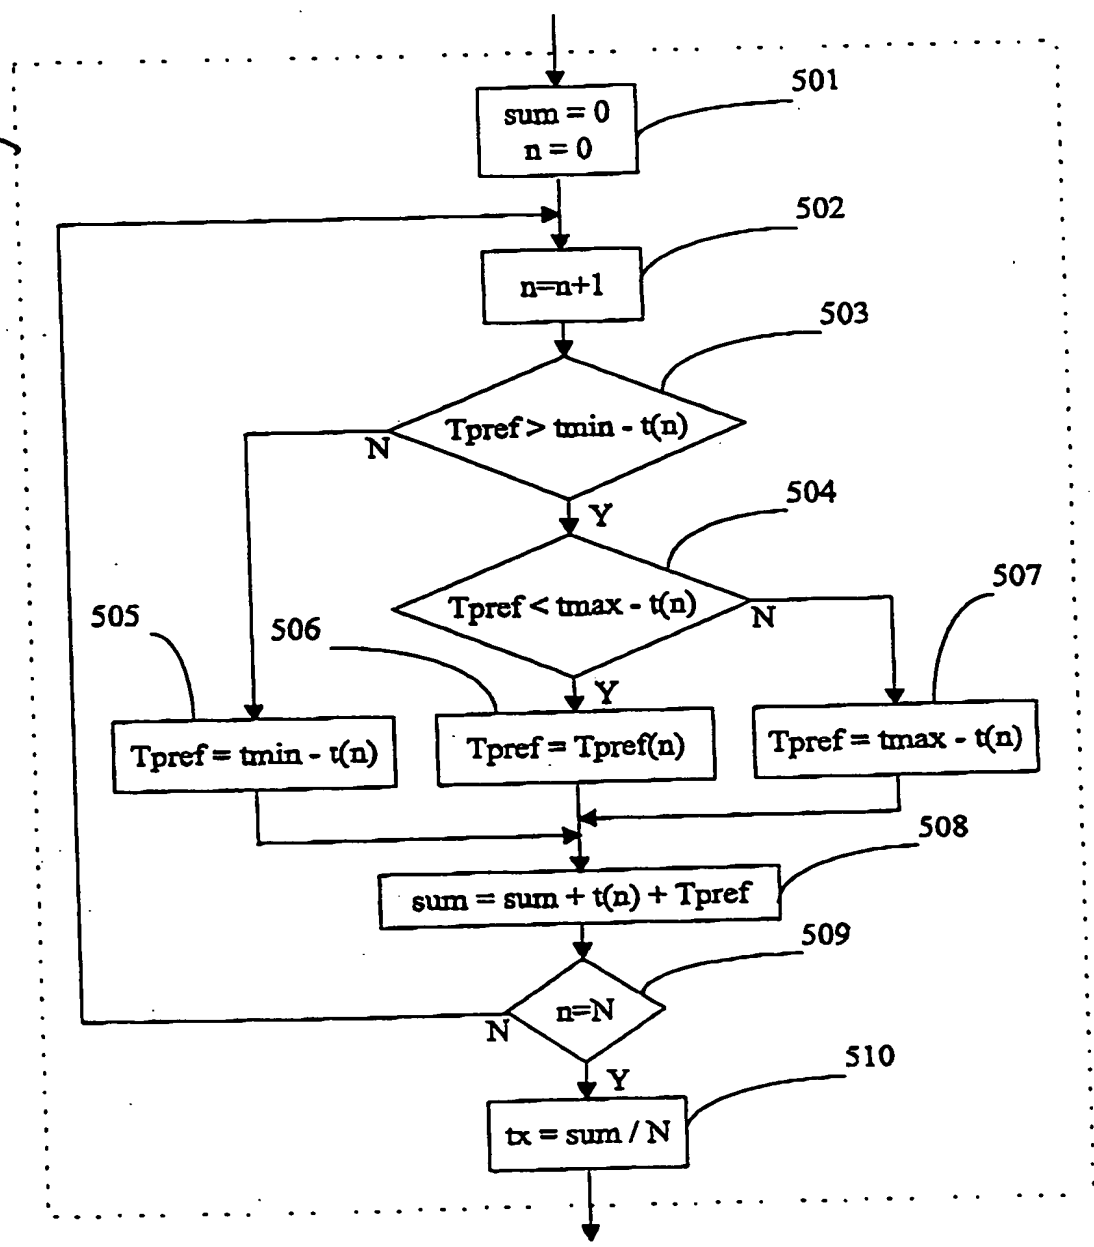 501
sum = 0
n = 0
502
n=n+1
503
Tpref > tmin - t(n)
N
Y
504
Tpref < tmax - t(n)
N
507
505
506
Y
Tpref = tmin - t(n)
Tpref = Tpref(n)
Tpref = tmax - t(n)
508
sum = sum + t(n) + Tpref
509
n=N
N
Y
510
tx = sum / N